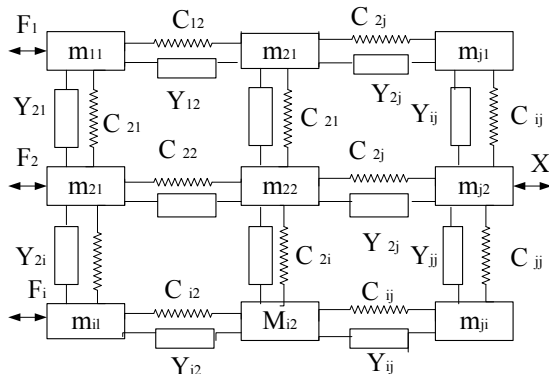 F1 m11 C12 m21 C 2j mj1
Y12 Y2j
Y21 C 21 C 21 Yij C ij
F2 m21 C 22 m22 C 2j mj2 X
Y2i C 2i Y 2j Yjj C jj
Fi mi1 C i2 Mi2 C ij mji
Yi2 Yij